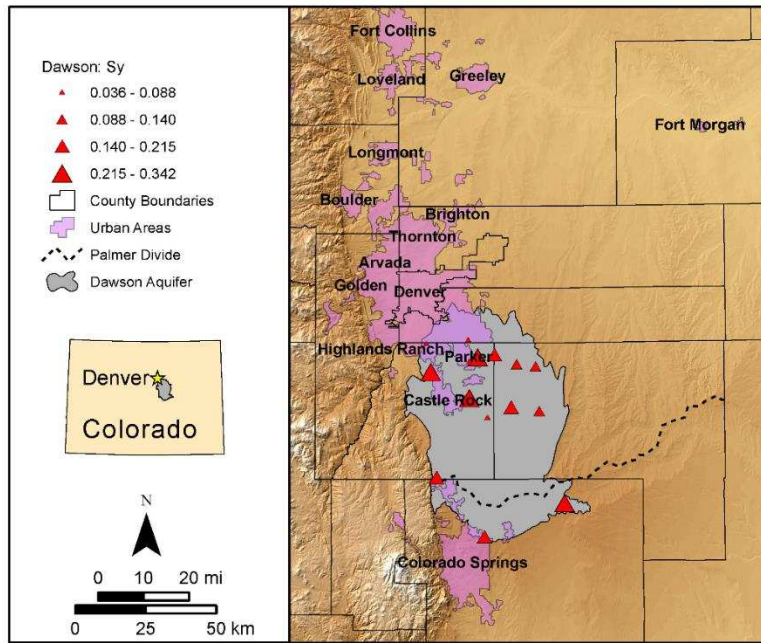 Dawson: Sy
0.036 - 0.088
0.088 - 0.140
0.140 - 0.215
0.215 - 0.342
County Boundaries
Urban Areas
Palmer Divide
Dawson Aquifer
Denver
Colorado
N
0 10 20 mi
0 25 50 km
Fort Collins
Loveland
Greeley
Fort Morgan
Longmont
Boulder
Brighton
Thornton
Arvada
Golden
Denver
Highlands Ranch
Parker
Castle Rock
Colorado Springs